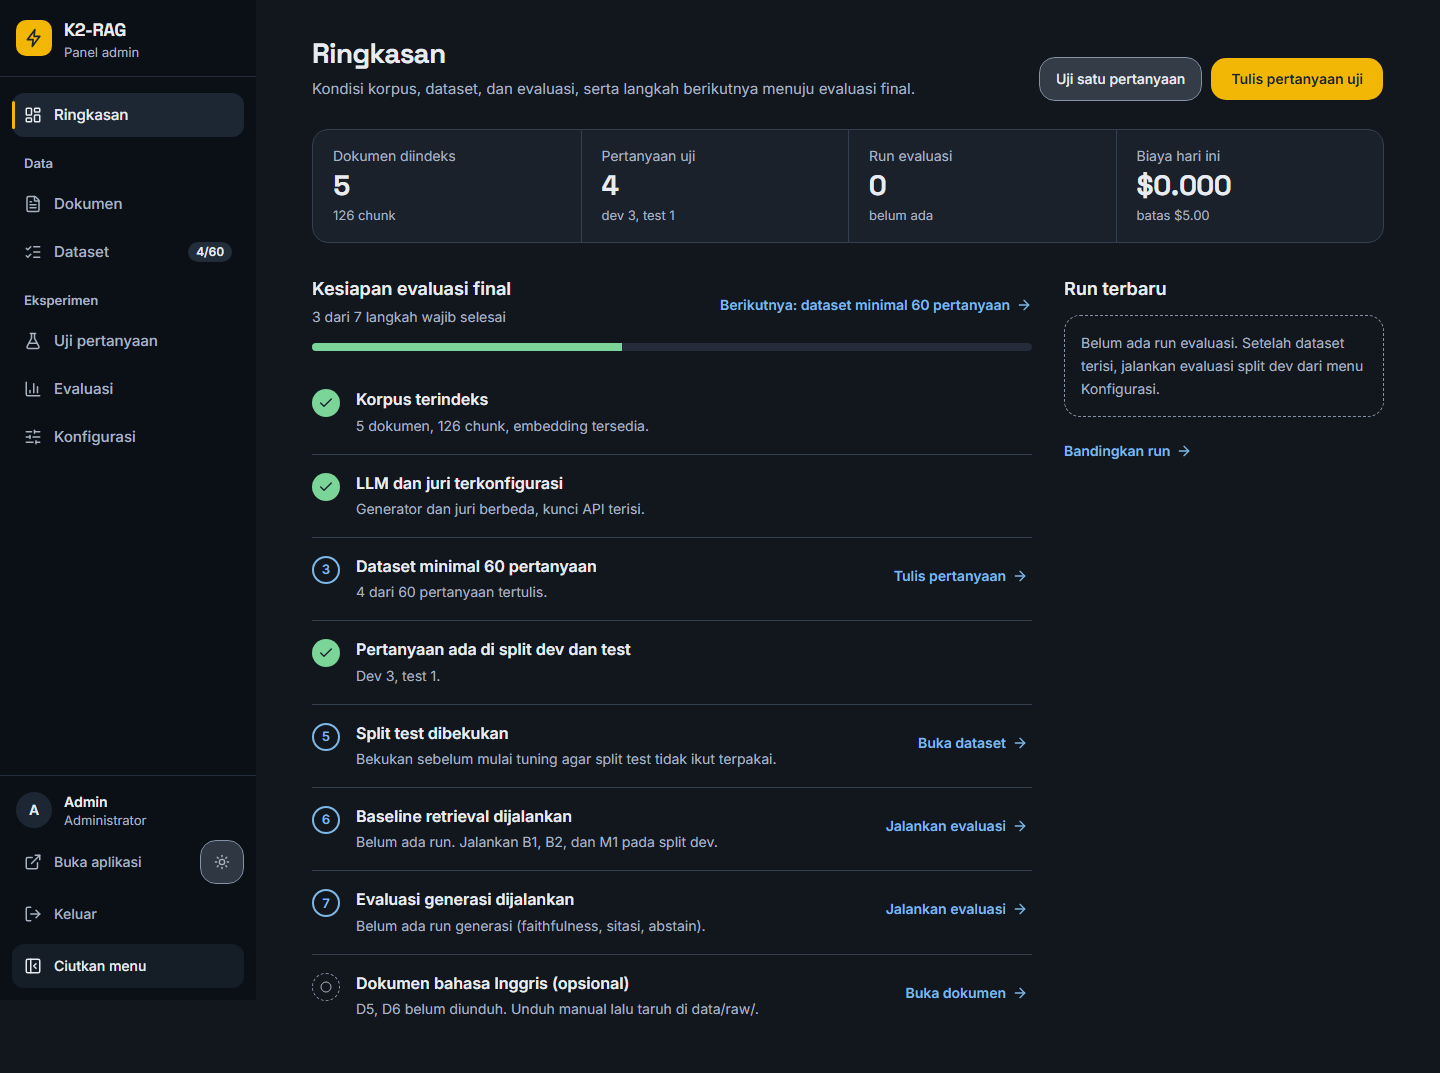 K2-RAG
Panel admin
Ringkasan
Data
Dokumen
Dataset 4/60
Eksperimen
Uji pertanyaan
Evaluasi
Konfigurasi
A
Admin
Administrator
Buka aplikasi
Keluar
Ciutkan menu
Ringkasan
Kondisi korpus, dataset, dan evaluasi, serta langkah berikutnya menuju evaluasi final.
Uji satu pertanyaan
Tulis pertanyaan uji
Dokumen diindeks
5
126 chunk
Pertanyaan uji
4
dev 3, test 1
Run evaluasi
0
belum ada
Biaya hari ini
$0.000
batas $5.00
Kesiapan evaluasi final
3 dari 7 langkah wajib selesai
Berikutnya: dataset minimal 60 pertanyaan
Korpus terindeks
5 dokumen, 126 chunk, embedding tersedia.
LLM dan juri terkonfigurasi
Generator dan juri berbeda, kunci API terisi.
3 Dataset minimal 60 pertanyaan
4 dari 60 pertanyaan tertulis.
Tulis pertanyaan
Pertanyaan ada di split dev dan test
Dev 3, test 1.
5 Split test dibekukan
Bekukan sebelum mulai tuning agar split test tidak ikut terpakai.
Buka dataset
6 Baseline retrieval dijalankan
Belum ada run. Jalankan B1, B2, dan M1 pada split dev.
Jalankan evaluasi
7 Evaluasi generasi dijalankan
Belum ada run generasi (faithfulness, sitasi, abstain).
Jalankan evaluasi
Dokumen bahasa Inggris (opsional)
D5, D6 belum diunduh. Unduh manual lalu taruh di data/raw/.
Buka dokumen
Run terbaru
Belum ada run evaluasi. Setelah dataset
terisi, jalankan evaluasi split dev dari menu
Konfigurasi.
Bandingkan run